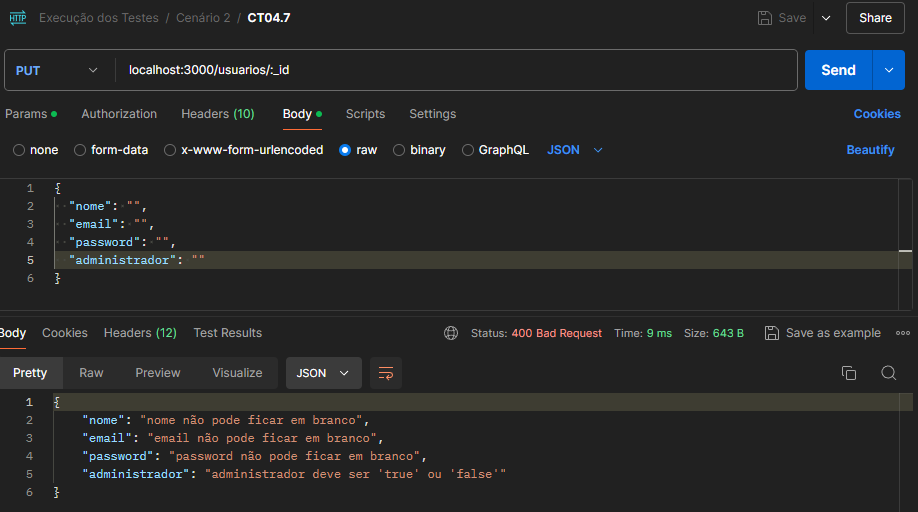 HTTP Execução dos Testes / Cenário 2 / CT04.7 Save Share
PUT localhost:3000/usuarios/:_id Send
Params Authorization Headers (10) Body Scripts Settings Cookies
none form-data x-www-form-urlencoded raw binary GraphQL JSON Beautify
1 {
2 "nome": "",
3 "email": "",
4 "password": "",
5 "administrador": ""
6 }
Body Cookies Headers (12) Test Results Status: 400 Bad Request Time: 9 ms Size: 643 B Save as example
Pretty Raw Preview Visualize JSON
1 {
2 "nome": "nome não pode ficar em branco",
3 "email": "email não pode ficar em branco",
4 "password": "password não pode ficar em branco",
5 "administrador": "administrador deve ser 'true' ou 'false'"
6 }